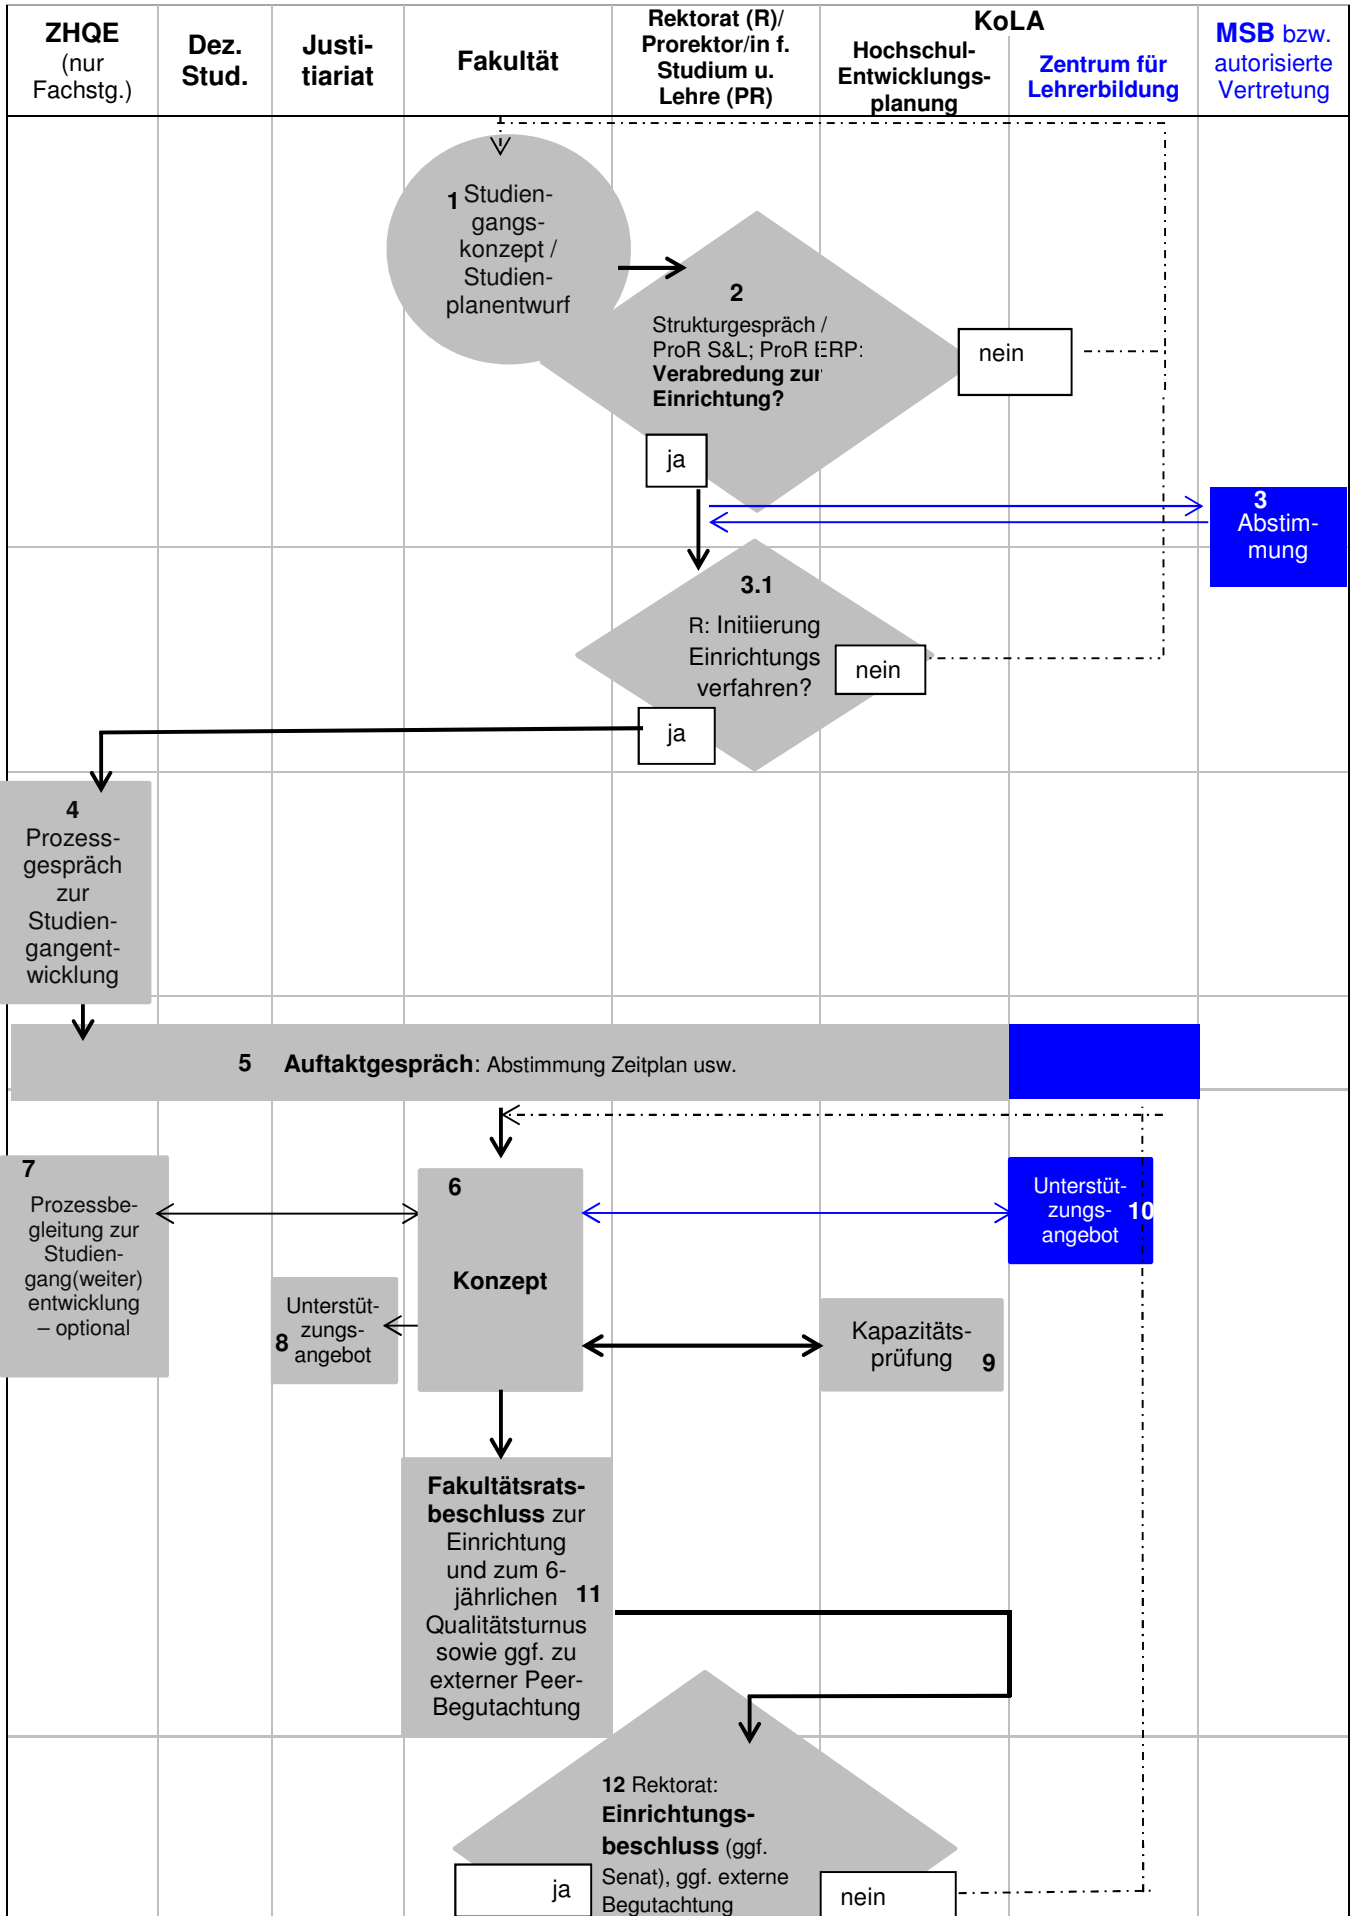 ZHQE
(nur
Fachstg.)
Dez.
Stud.
Justi-
tiariat
Fakultät
Rektorat (R)/
Prorektor/in f.
Studium u.
Lehre (PR)
KoLA
Hochschul-
Entwicklungs-
planung
Zentrum für
Lehrerbildung
MSB bzw.
autorisierte
Vertretung
1 Studien-
gangs-
konzept /
Studien-
planentwurf
2
Strukturgespräch /
ProR S&L; ProR ERP:
Verabredung zur
Einrichtung?
nein
ja
3
Abstim-
mung
3.1
R: Initiierung
Einrichtungs
verfahren?
nein
ja
4
Prozess-
gespräch
zur
Studien-
gangent-
wicklung
5 Auftaktgespräch: Abstimmung Zeitplan usw.
7
Prozessbe-
gleitung zur
Studien-
gang(weiter)
entwicklung
– optional
6
Konzept
Unterstüt-
zungs- 10
angebot
Unterstüt-
zungs-
8 angebot
Kapazitäts-
prüfung 9
Fakultätsrats-
beschluss zur
Einrichtung
und zum 6-
jährlichen 11
Qualitätsturnus
sowie ggf. zu
externer Peer-
Begutachtung
12 Rektorat:
Einrichtungs-
beschluss (ggf.
Senat), ggf. externe
Begutachtung
ja
nein